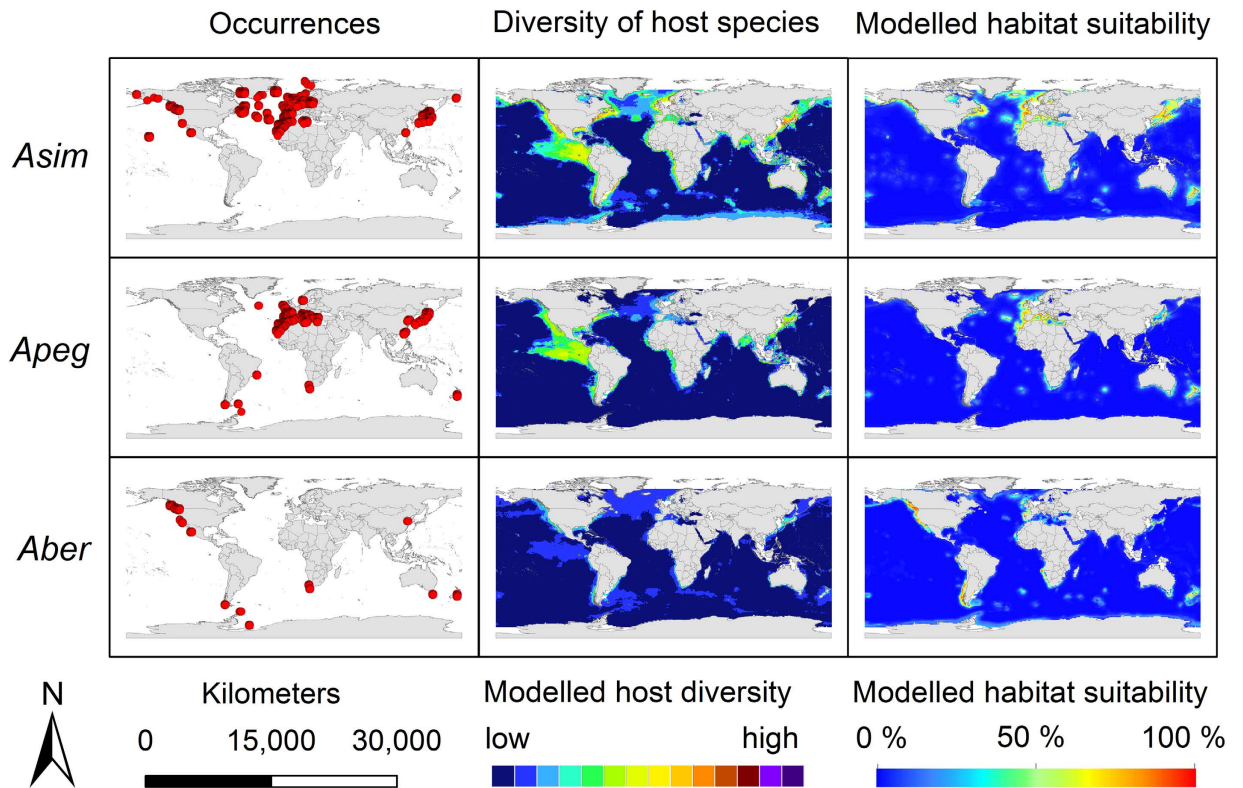 Occurrences
Diversity of host species
Modelled habitat suitability
Asim
Apeg
Aber
N
Kilometers
0 15,000 30,000
Modelled host diversity
low high
Modelled habitat suitability
0 % 50 % 100 %